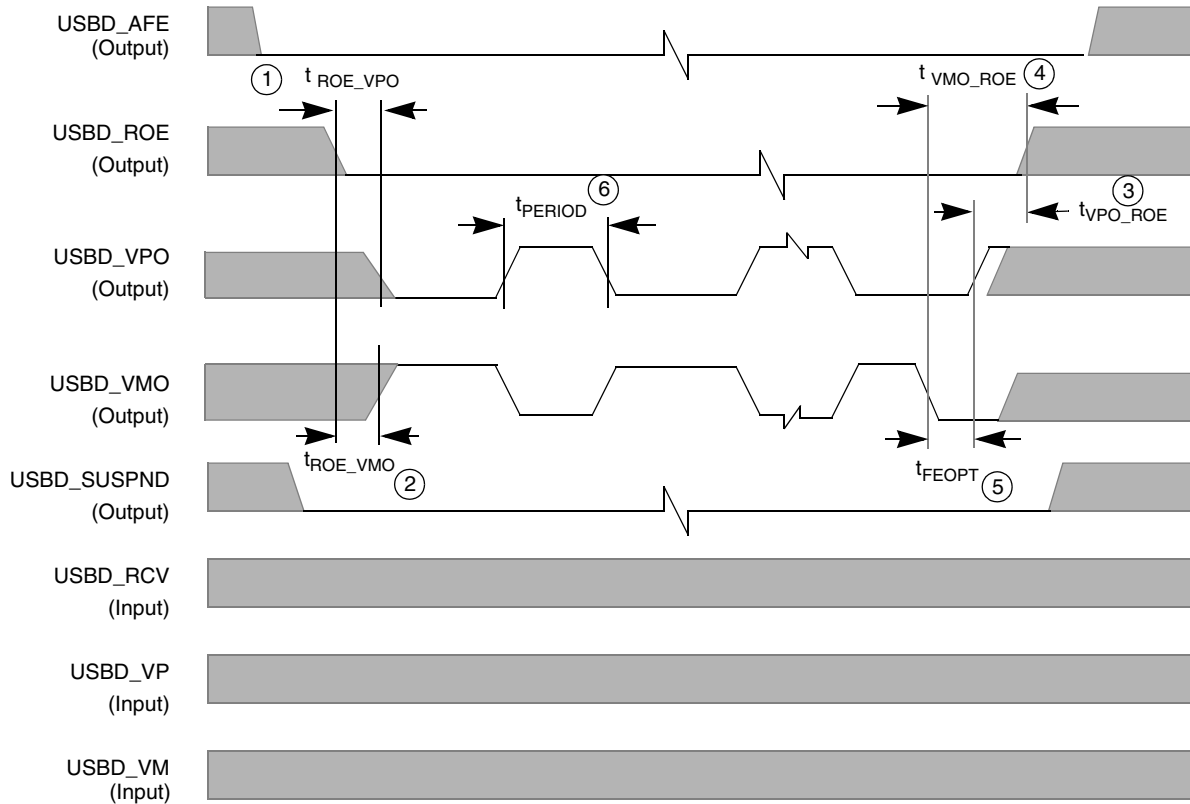 USBD_AFE
(Output)
1
t ROE_VPO
t VMO_ROE
4
USBD_ROE
(Output)
6
tPERIOD
3
tVPO_ROE
USBD_VPO
(Output)
USBD_VMO
(Output)
tROE_VMO
2
tFEOPT
5
USBD_SUSPND
(Output)
USBD_RCV
(Input)
USBD_VP
(Input)
USBD_VM
(Input)